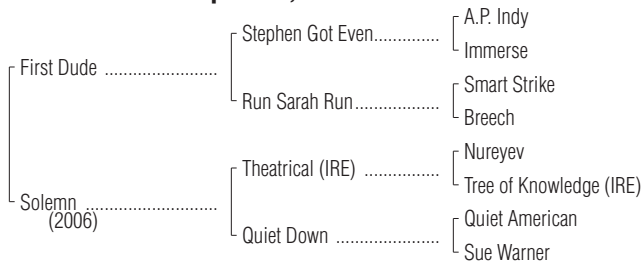 A.P. Indy
Stephen Got Even..............
Immerse
First Dude ........................
Smart Strike
Run Sarah Run..................
Breech
Nureyev
Theatrical (IRE) ................
Tree of Knowledge (IRE)
Solemn ............................
(2006)
Quiet American
Quiet Down ......................
Sue Warner